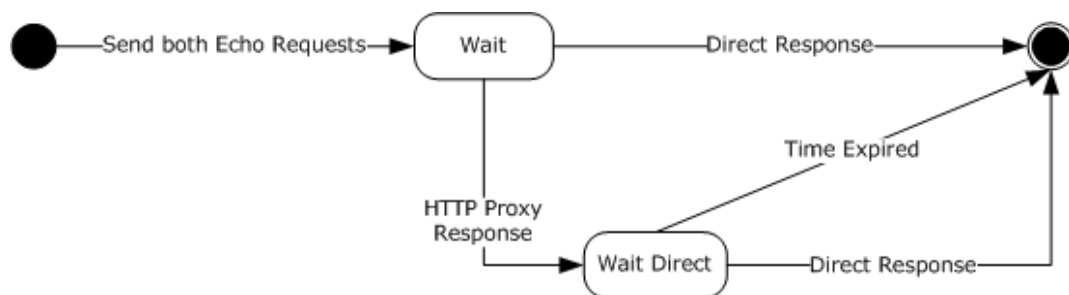 Send both Echo Requests
Wait
Direct Response
Time Expired
HTTP Proxy
Response
Wait Direct
Direct Response